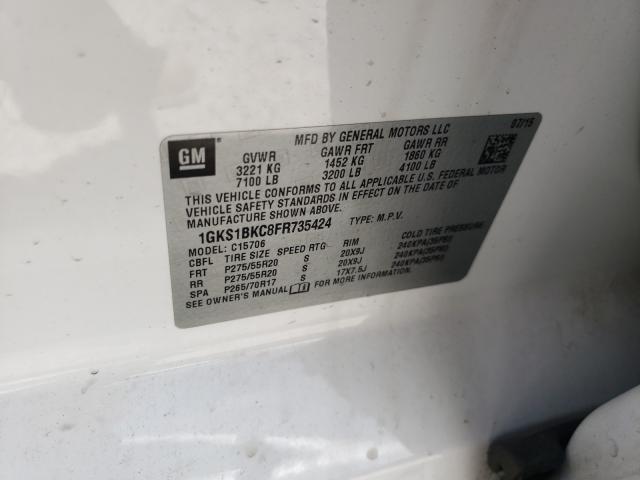 GM
MFD BY GENERAL MOTORS LLC 07/15
GVWR GAWR FRT GAWR RR
3221 KG 1452 KG 1860 KG
7100 LB 3200 LB 4100 LB
THIS VEHICLE CONFORMS TO ALL APPLICABLE U.S. FEDERAL MOTOR
VEHICLE SAFETY STANDARDS IN EFFECT ON THE DATE OF
MANUFACTURE SHOWN ABOVE.
1GKS1BKC8FR735424 TYPE: M.P.V.
MODEL: C15706
CBFL TIRE SIZE SPEED RTG RIM COLD TIRE PRESSURE
FRT P275/55R20 S 20X9J 240KPA(35PSI)
RR P275/55R20 S 20X9J 240KPA(35PSI)
SPA P265/70R17 S 17X7.5J 240KPA(35PSI)
SEE OWNER'S MANUAL FOR MORE INFORMATION.